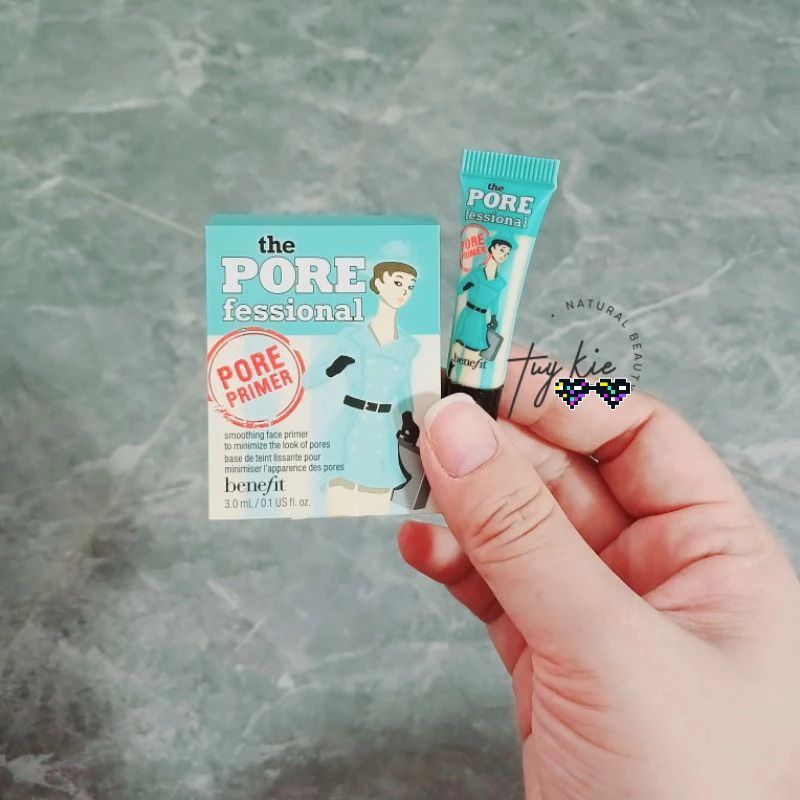 the
PORE
fessional
PORE
PRIMER
smoothing face primer
to minimize the look of pores
base de teint lissante pour
minimiser l'apparence des pores
benefit
3.0 mL / 0.1 US fl. oz.
the
PORE
fessional
PORE
PRIMER
benefit
• NATURAL BEAUT
tuy kie